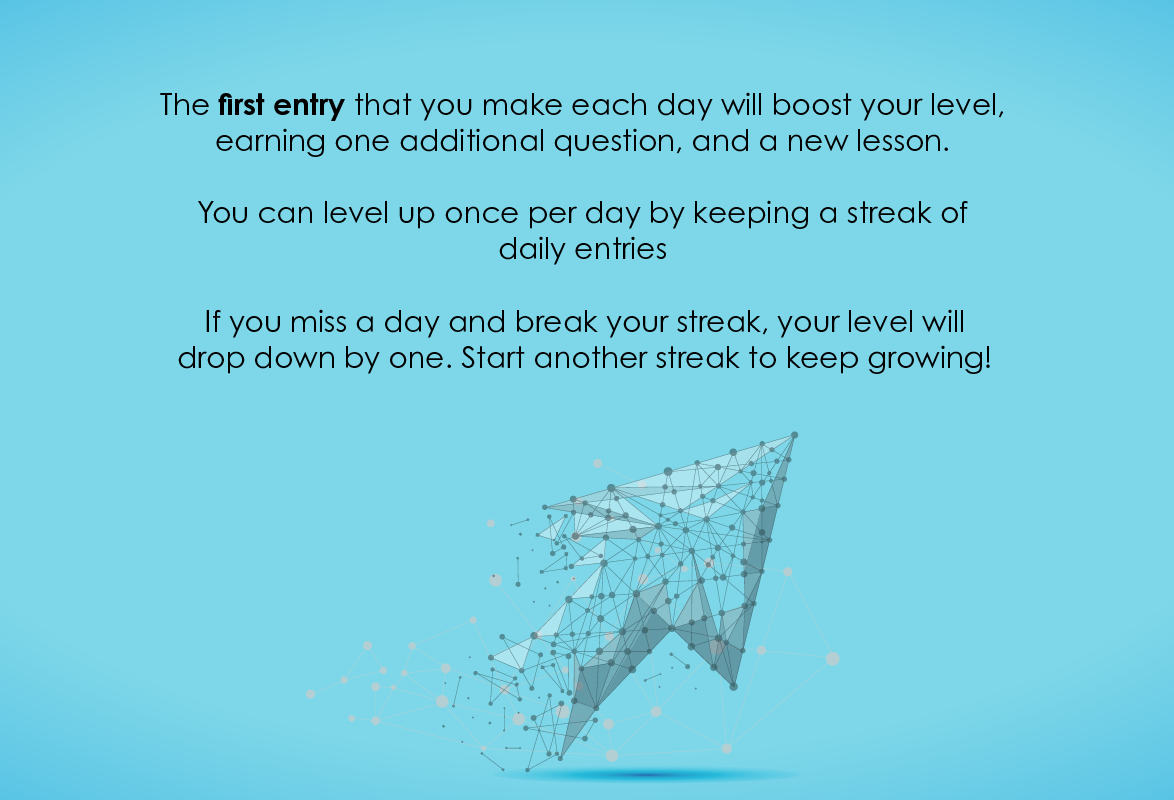 The first entry that you make each day will boost your level,
earning one additional question, and a new lesson.
You can level up once per day by keeping a streak of
daily entries
If you miss a day and break your streak, your level will
drop down by one. Start another streak to keep growing!